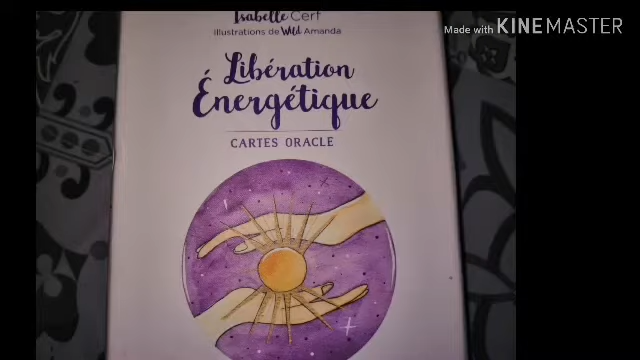 Isabelle Cerf
illustrations de Wild Amanda
Libération
Énergétique
CARTES ORACLE
Made with KINEMASTER